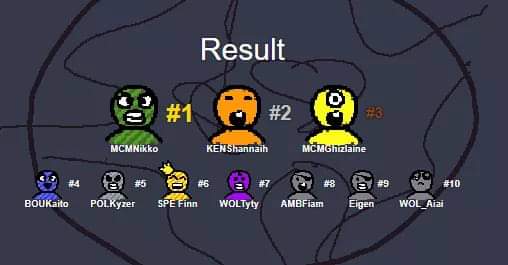 Result
#1 #2 #3
MCMNikko KENShannaih MCMGhizlaine
#4 #5 #6 #7 #8 #9 #10
BOUKaito POLKyzer SPE Finn WOLTyty AMBFiam Eigen WOL_Aiai